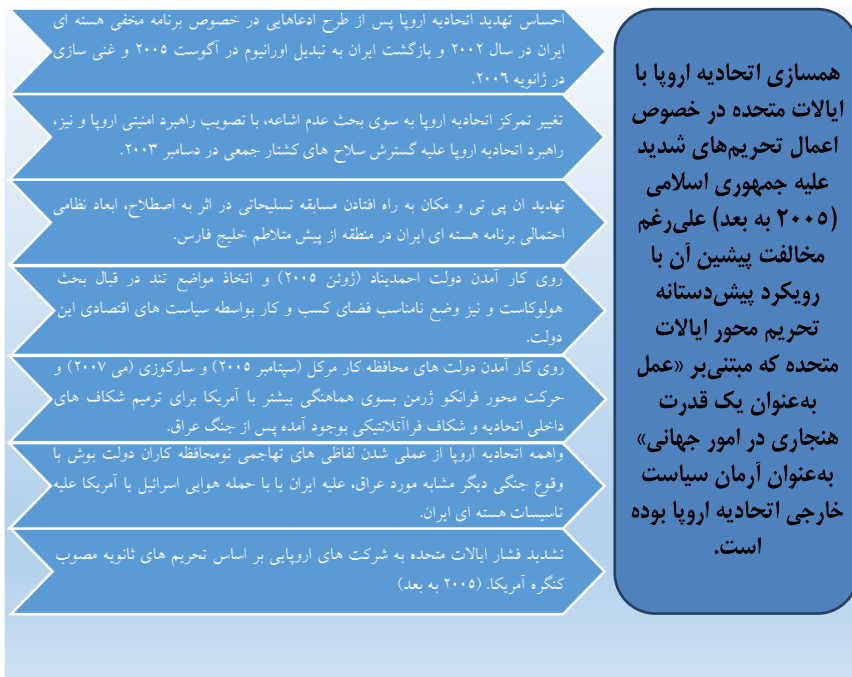 همسازی اتحادیه اروپا با
ایالات متحده در خصوص
اعمال تحریم‌های شدید
علیه جمهوری اسلامی
(۲۰۰۵ به بعد) علی‌رغم
مخالفت پیشین آن با
رویکرد پیش‌دستانه
تحریم محور ایالات
متحده که مبتنی‌بر «عمل
به‌عنوان یک قدرت
هنجاری در امور جهانی»
به‌عنوان آرمان سیاست
خارجی اتحادیه اروپا بوده
است.
احساس تهدید اتحادیه اروپا پس از طرح ادعاهایی در خصوص برنامه مخفی هسته ای
ایران در سال ۲۰۰۲ و بازگشت ایران به تبدیل اورانیوم در آگوست ۲۰۰۵ و غنی سازی
در ژانویه ۲۰۰۶.
تغییر تمرکز اتحادیه اروپا به سوی بحث عدم اشاعه، با تصویب راهبرد امنیتی اروپا و نیز،
راهبرد اتحادیه اروپا علیه گسترش سلاح های کشتار جمعی در دسامبر ۲۰۰۳.
تهدید ان پی تی و مکان به راه افتادن مسابقه تسلیحاتی در اثر به اصطلاح، ابعاد نظامی
احتمالی برنامه هسته ای ایران در منطقه از پیش متلاطم خلیج فارس.
روی کار آمدن دولت احمدیناد (ژوئن ۲۰۰۵) و اتخاذ مواضع تند در قبال بحث
هولوکاست و نیز وضع نامناسب فضای کسب و کار بواسطه سیاست های اقتصادی این
دولت.
روی کار آمدن دولت های محافظه کار مرکل (سپتامبر ۲۰۰۵) و سارکوزی (می ۲۰۰۷) و
حرکت محور فرانکو ژرمن بسوی هماهنگی بیشتر با آمریکا برای ترمیم شکاف های
داخلی اتحادیه و شکاف فراآتلانتیکی بوجود آمده پس از جنگ عراق.
واهمه اتحادیه اروپا از عملی شدن لفاظی های تهاجمی نومحافظه کاران دولت بوش با
وقوع جنگی دیگر مشابه مورد عراق، علیه ایران یا با حمله هوایی اسرائیل یا آمریکا علیه
تاسیسات هسته ای ایران.
تشدید فشار ایالات متحده به شرکت های اروپایی بر اساس تحریم های ثانویه مصوب
کنگره آمریکا. (۲۰۰۵ به بعد)